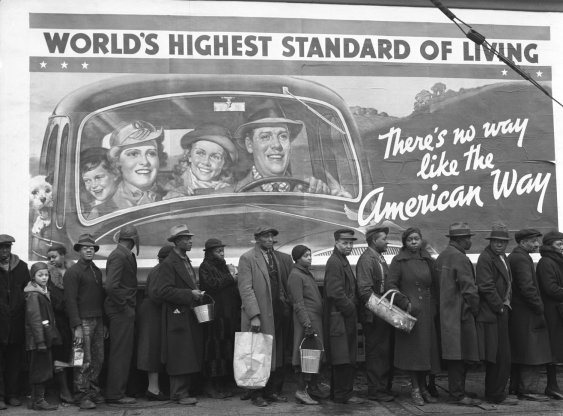 WORLD'S HIGHEST STANDARD OF LIVING
There's no way
like the
American Way